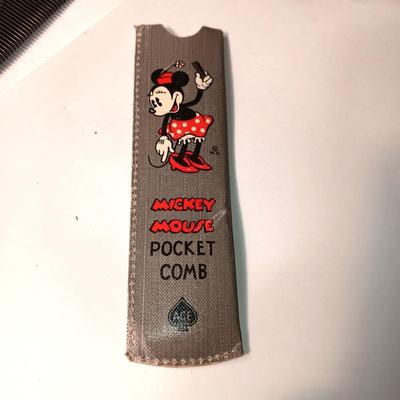 ©
W.D.
MICKEY
MOUSE
POCKET
COMB
ACE